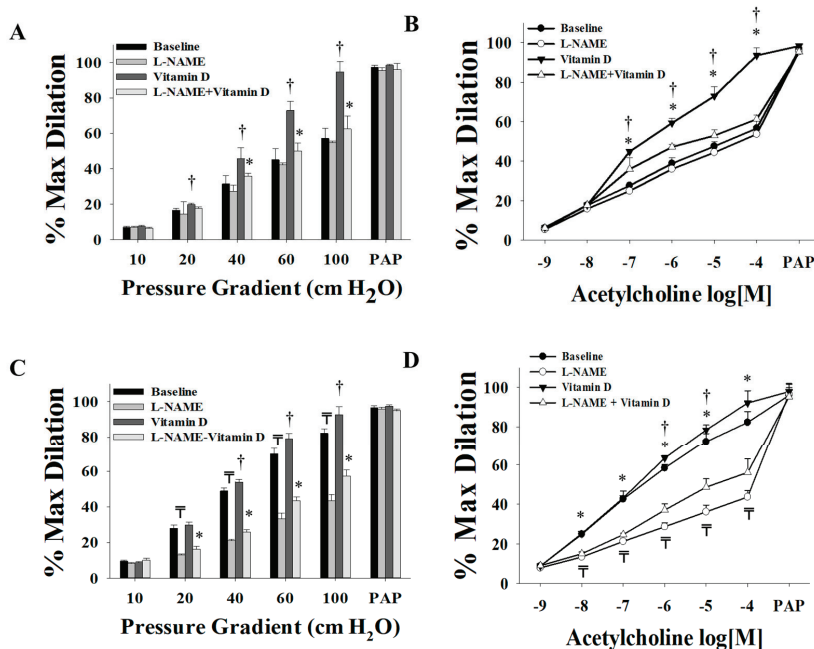 A
Baseline
L-NAME
Vitamin D
L-NAME+Vitamin D
% Max Dilation
100
80
60
40
20
0
† † † †
* * *
10 20 40 60 100 PAP
Pressure Gradient (cm H₂O)
B
Baseline
L-NAME
Vitamin D
L-NAME+Vitamin D
% Max Dilation
100
80
60
40
20
0
† † † †
* * * *
-9 -8 -7 -6 -5 -4 PAP
Acetylcholine log[M]
C
Baseline
L-NAME
Vitamin D
L-NAME-Vitamin D
% Max Dilation
100
80
60
40
20
0
† † †
* * * *
10 20 40 60 100 PAP
Pressure Gradient (cm H₂O)
D
Baseline
L-NAME
Vitamin D
L-NAME + Vitamin D
% Max Dilation
100
80
60
40
20
0
† †
* * * * *
-9 -8 -7 -6 -5 -4 PAP
Acetylcholine log[M]